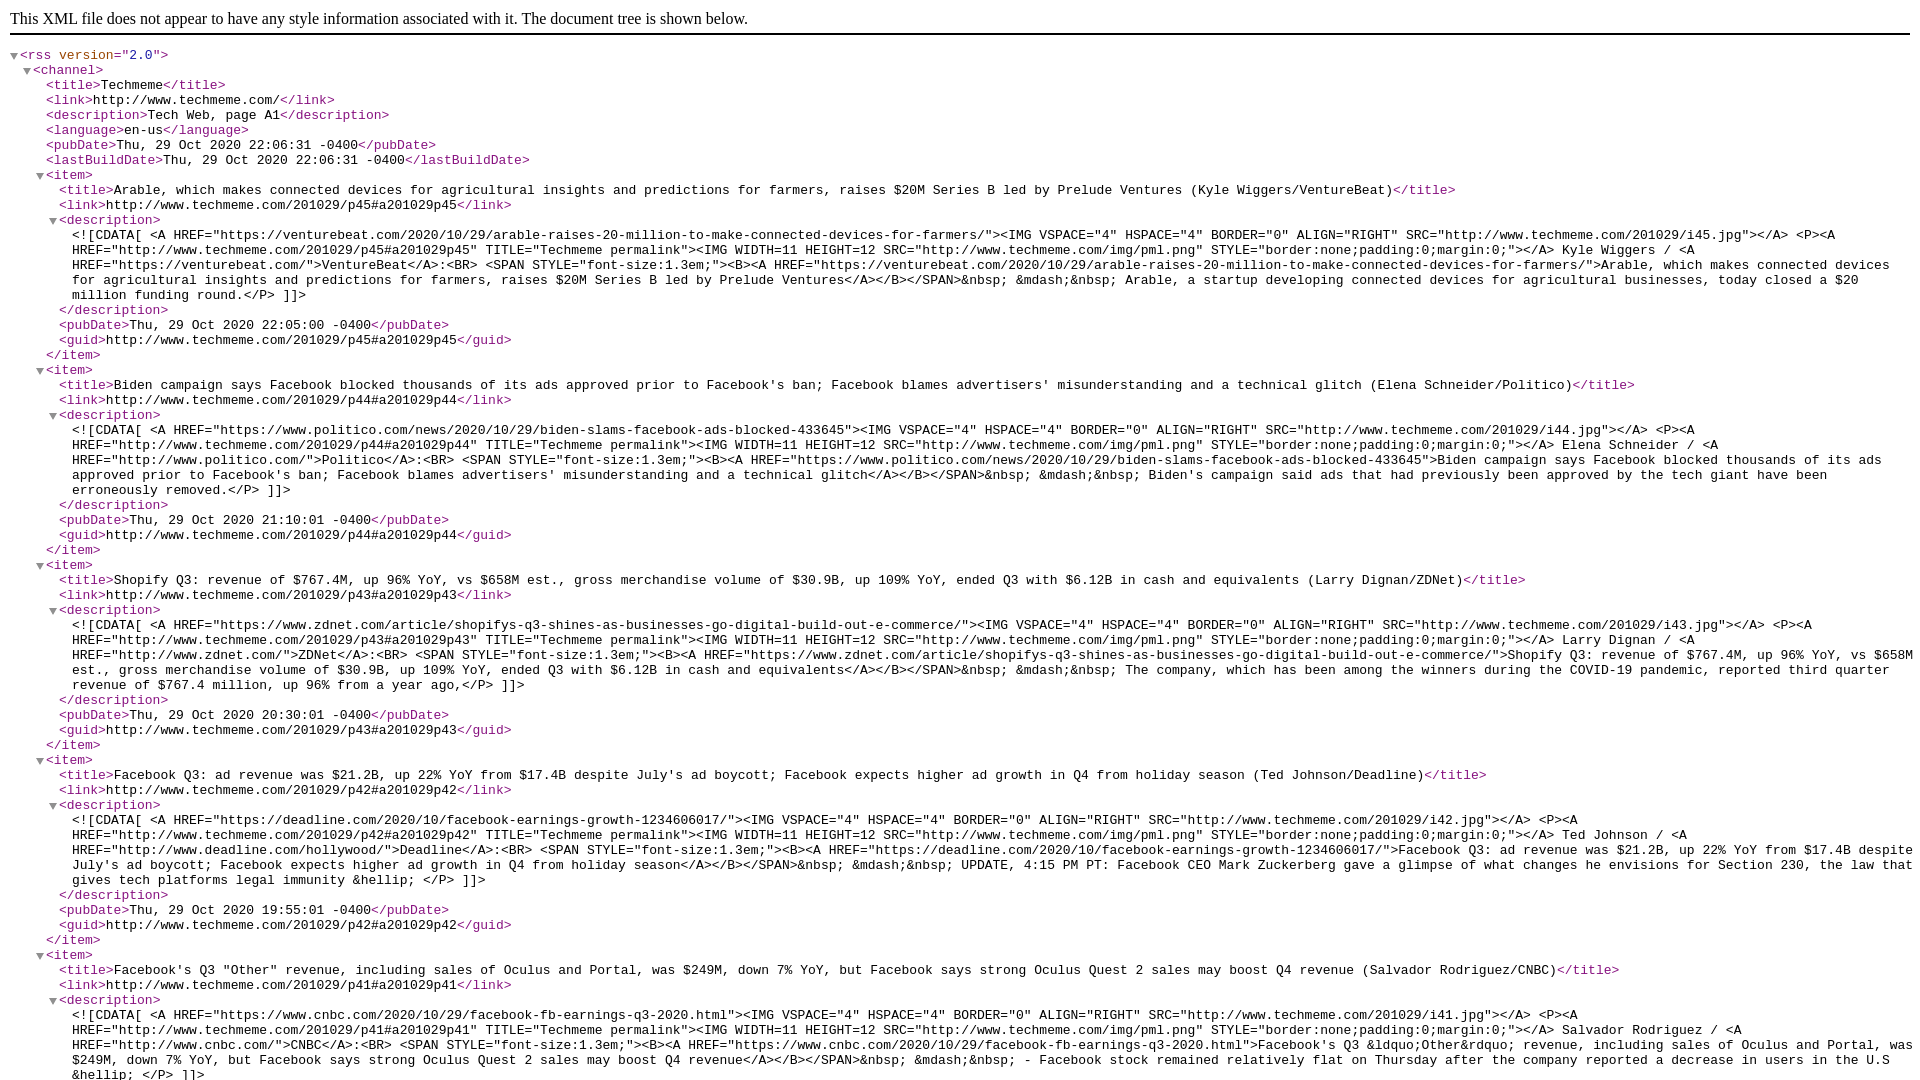 This XML file does not appear to have any style information associated with it. The document tree is shown below.
<rss version="2.0">
<channel>
<title>Techmeme</title>
<link>http://www.techmeme.com/</link>
<description>Tech Web, page A1</description>
<language>en-us</language>
<pubDate>Thu, 29 Oct 2020 22:06:31 -0400</pubDate>
<lastBuildDate>Thu, 29 Oct 2020 22:06:31 -0400</lastBuildDate>
<item>
<title>Arable, which makes connected devices for agricultural insights and predictions for farmers, raises $20M Series B led by Prelude Ventures (Kyle Wiggers/VentureBeat)</title>
<link>http://www.techmeme.com/201029/p45#a201029p45</link>
<description>
<![CDATA[ <A HREF="https://venturebeat.com/2020/10/29/arable-raises-20-million-to-make-connected-devices-for-farmers/"><IMG VSPACE="4" HSPACE="4" BORDER="0" ALIGN="RIGHT" SRC="http://www.techmeme.com/201029/i45.jpg"></A> <P><A
HREF="http://www.techmeme.com/201029/p45#a201029p45" TITLE="Techmeme permalink"><IMG WIDTH=11 HEIGHT=12 SRC="http://www.techmeme.com/img/pml.png" STYLE="border:none;padding:0;margin:0;"></A> Kyle Wiggers / <A
HREF="https://venturebeat.com/">VentureBeat</A>:<BR> <SPAN STYLE="font-size:1.3em;"><B><A HREF="https://venturebeat.com/2020/10/29/arable-raises-20-million-to-make-connected-devices-for-farmers/">Arable, which makes connected devices
for agricultural insights and predictions for farmers, raises $20M Series B led by Prelude Ventures</A></B></SPAN>&nbsp; &mdash;&nbsp; Arable, a startup developing connected devices for agricultural businesses, today closed a $20
million funding round.</P> ]]>
</description>
<pubDate>Thu, 29 Oct 2020 22:05:00 -0400</pubDate>
<guid>http://www.techmeme.com/201029/p45#a201029p45</guid>
</item>
<item>
<title>Biden campaign says Facebook blocked thousands of its ads approved prior to Facebook's ban; Facebook blames advertisers' misunderstanding and a technical glitch (Elena Schneider/Politico)</title>
<link>http://www.techmeme.com/201029/p44#a201029p44</link>
<description>
<![CDATA[ <A HREF="https://www.politico.com/news/2020/10/29/biden-slams-facebook-ads-blocked-433645"><IMG VSPACE="4" HSPACE="4" BORDER="0" ALIGN="RIGHT" SRC="http://www.techmeme.com/201029/i44.jpg"></A> <P><A
HREF="http://www.techmeme.com/201029/p44#a201029p44" TITLE="Techmeme permalink"><IMG WIDTH=11 HEIGHT=12 SRC="http://www.techmeme.com/img/pml.png" STYLE="border:none;padding:0;margin:0;"></A> Elena Schneider / <A
HREF="http://www.politico.com/">Politico</A>:<BR> <SPAN STYLE="font-size:1.3em;"><B><A HREF="https://www.politico.com/news/2020/10/29/biden-slams-facebook-ads-blocked-433645">Biden campaign says Facebook blocked thousands of its ads
approved prior to Facebook's ban; Facebook blames advertisers' misunderstanding and a technical glitch</A></B></SPAN>&nbsp; &mdash;&nbsp; Biden's campaign said ads that had previously been approved by the tech giant have been
erroneously removed.</P> ]]>
</description>
<pubDate>Thu, 29 Oct 2020 21:10:01 -0400</pubDate>
<guid>http://www.techmeme.com/201029/p44#a201029p44</guid>
</item>
<item>
<title>Shopify Q3: revenue of $767.4M, up 96% YoY, vs $658M est., gross merchandise volume of $30.9B, up 109% YoY, ended Q3 with $6.12B in cash and equivalents (Larry Dignan/ZDNet)</title>
<link>http://www.techmeme.com/201029/p43#a201029p43</link>
<description>
<![CDATA[ <A HREF="https://www.zdnet.com/article/shopifys-q3-shines-as-businesses-go-digital-build-out-e-commerce/"><IMG VSPACE="4" HSPACE="4" BORDER="0" ALIGN="RIGHT" SRC="http://www.techmeme.com/201029/i43.jpg"></A> <P><A
HREF="http://www.techmeme.com/201029/p43#a201029p43" TITLE="Techmeme permalink"><IMG WIDTH=11 HEIGHT=12 SRC="http://www.techmeme.com/img/pml.png" STYLE="border:none;padding:0;margin:0;"></A> Larry Dignan / <A
HREF="http://www.zdnet.com/">ZDNet</A>:<BR> <SPAN STYLE="font-size:1.3em;"><B><A HREF="https://www.zdnet.com/article/shopifys-q3-shines-as-businesses-go-digital-build-out-e-commerce/">Shopify Q3: revenue of $767.4M, up 96% YoY, vs $658M
est., gross merchandise volume of $30.9B, up 109% YoY, ended Q3 with $6.12B in cash and equivalents</A></B></SPAN>&nbsp; &mdash;&nbsp; The company, which has been among the winners during the COVID-19 pandemic, reported third quarter
revenue of $767.4 million, up 96% from a year ago,</P> ]]>
</description>
<pubDate>Thu, 29 Oct 2020 20:30:01 -0400</pubDate>
<guid>http://www.techmeme.com/201029/p43#a201029p43</guid>
</item>
<item>
<title>Facebook Q3: ad revenue was $21.2B, up 22% YoY from $17.4B despite July's ad boycott; Facebook expects higher ad growth in Q4 from holiday season (Ted Johnson/Deadline)</title>
<link>http://www.techmeme.com/201029/p42#a201029p42</link>
<description>
<![CDATA[ <A HREF="https://deadline.com/2020/10/facebook-earnings-growth-1234606017/"><IMG VSPACE="4" HSPACE="4" BORDER="0" ALIGN="RIGHT" SRC="http://www.techmeme.com/201029/i42.jpg"></A> <P><A
HREF="http://www.techmeme.com/201029/p42#a201029p42" TITLE="Techmeme permalink"><IMG WIDTH=11 HEIGHT=12 SRC="http://www.techmeme.com/img/pml.png" STYLE="border:none;padding:0;margin:0;"></A> Ted Johnson / <A
HREF="http://www.deadline.com/hollywood/">Deadline</A>:<BR> <SPAN STYLE="font-size:1.3em;"><B><A HREF="https://deadline.com/2020/10/facebook-earnings-growth-1234606017/">Facebook Q3: ad revenue was $21.2B, up 22% YoY from $17.4B despite
July's ad boycott; Facebook expects higher ad growth in Q4 from holiday season</A></B></SPAN>&nbsp; &mdash;&nbsp; UPDATE, 4:15 PM PT: Facebook CEO Mark Zuckerberg gave a glimpse of what changes he envisions for Section 230, the law that
gives tech platforms legal immunity &hellip; </P> ]]>
</description>
<pubDate>Thu, 29 Oct 2020 19:55:01 -0400</pubDate>
<guid>http://www.techmeme.com/201029/p42#a201029p42</guid>
</item>
<item>
<title>Facebook's Q3 "Other" revenue, including sales of Oculus and Portal, was $249M, down 7% YoY, but Facebook says strong Oculus Quest 2 sales may boost Q4 revenue (Salvador Rodriguez/CNBC)</title>
<link>http://www.techmeme.com/201029/p41#a201029p41</link>
<description>
<![CDATA[ <A HREF="https://www.cnbc.com/2020/10/29/facebook-fb-earnings-q3-2020.html"><IMG VSPACE="4" HSPACE="4" BORDER="0" ALIGN="RIGHT" SRC="http://www.techmeme.com/201029/i41.jpg"></A> <P><A
HREF="http://www.techmeme.com/201029/p41#a201029p41" TITLE="Techmeme permalink"><IMG WIDTH=11 HEIGHT=12 SRC="http://www.techmeme.com/img/pml.png" STYLE="border:none;padding:0;margin:0;"></A> Salvador Rodriguez / <A
HREF="http://www.cnbc.com/">CNBC</A>:<BR> <SPAN STYLE="font-size:1.3em;"><B><A HREF="https://www.cnbc.com/2020/10/29/facebook-fb-earnings-q3-2020.html">Facebook's Q3 &ldquo;Other&rdquo; revenue, including sales of Oculus and Portal, was
$249M, down 7% YoY, but Facebook says strong Oculus Quest 2 sales may boost Q4 revenue</A></B></SPAN>&nbsp; &mdash;&nbsp; - Facebook stock remained relatively flat on Thursday after the company reported a decrease in users in the U.S
&hellip; </P> ]]>